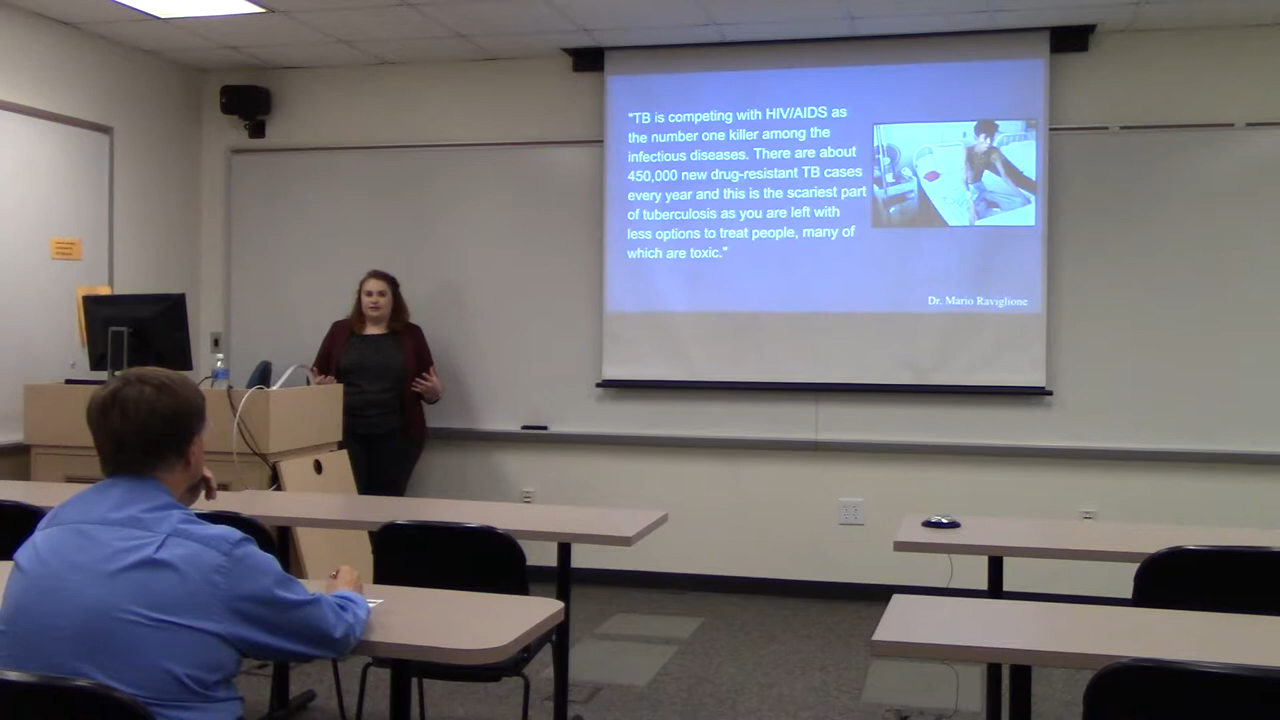 "TB is competing with HIV/AIDS as
the number one killer among the
infectious diseases. There are about
450,000 new drug-resistant TB cases
every year and this is the scariest part
of tuberculosis as you are left with
less options to treat people, many of
which are toxic."
Dr. Mario Raviglione